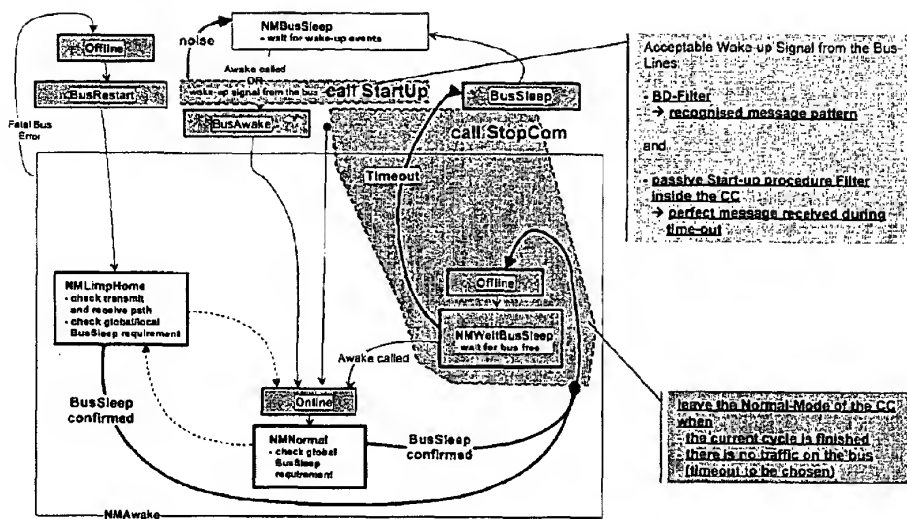 NMBusSleep
- wait for wake-up events
noise
Offline
BusRestart
Awake called
OR
wake-up signal from the bus
call StartUp
BusAwake
BusSleep
call StopCom
Fatal Bus
Error
Timeout
Acceptable Wake-up Signal from the Bus-
Lines:
- BD-Filter
→ recognised message pattern
and
- passive Start-up procedure Filter
inside the CC
→ perfect message received during
time-out
NMLimpHome
- check transmit
and receive path
- check global/local
BusSleep requirement
Offline
NMWaitBusSleep
- wait for bus free
Awake called
BusSleep
confirmed
Online
NMNormal
- check global
BusSleep
requirement
BusSleep
confirmed
NMAwake
leave the Normal-Mode of the CC
when
- the current cycle is finished
- there is no traffic on the bus
(timeout to be chosen)